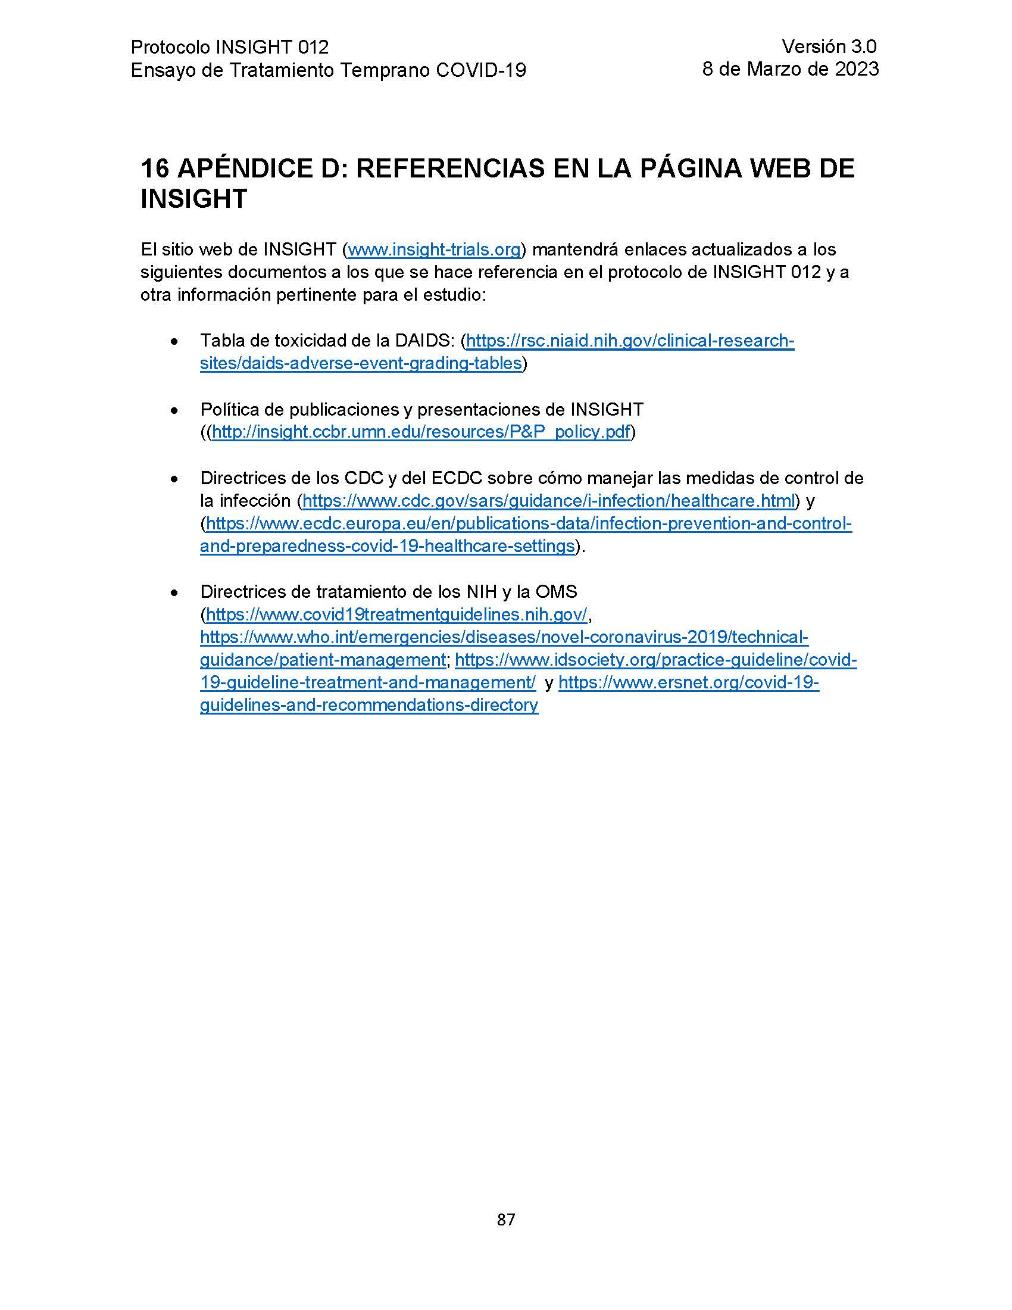 Protocolo INSIGHT 012
Versión 3.0
Ensayo de Tratamiento Temprano COVID-19
8 de Marzo de 2023
16 APÉNDICE D: REFERENCIAS EN LA PÁGINA WEB DE
INSIGHT
El sitio web de INSIGHT (www.insight-trials.org) mantendrá enlaces actualizados a los
siguientes documentos a los que se hace referencia en el protocolo de INSIGHT 012 y a
otra información pertinente para el estudio:
• Tabla de toxicidad de la DAIDS: (https://rsc.niaid.nih.gov/clinical-research-
sites/daids-adverse-event-grading-tables)
• Política de publicaciones y presentaciones de INSIGHT
((http://insight.ccbr.umn.edu/resources/P&P_policy.pdf)
• Directrices de los CDC y del ECDC sobre cómo manejar las medidas de control de
la infección (https://www.cdc.gov/sars/guidance/i-infection/healthcare.html) y
(https://www.ecdc.europa.eu/en/publications-data/infection-prevention-and-control-
and-preparedness-covid-19-healthcare-settings).
• Directrices de tratamiento de los NIH y la OMS
(https://www.covid19treatmentguidelines.nih.gov/,
https://www.who.int/emergencies/diseases/novel-coronavirus-2019/technical-
guidance/patient-management; https://www.idsociety.org/practice-guideline/covid-
19-guideline-treatment-and-management/ y https://www.ersnet.org/covid-19-
guidelines-and-recommendations-directory
87